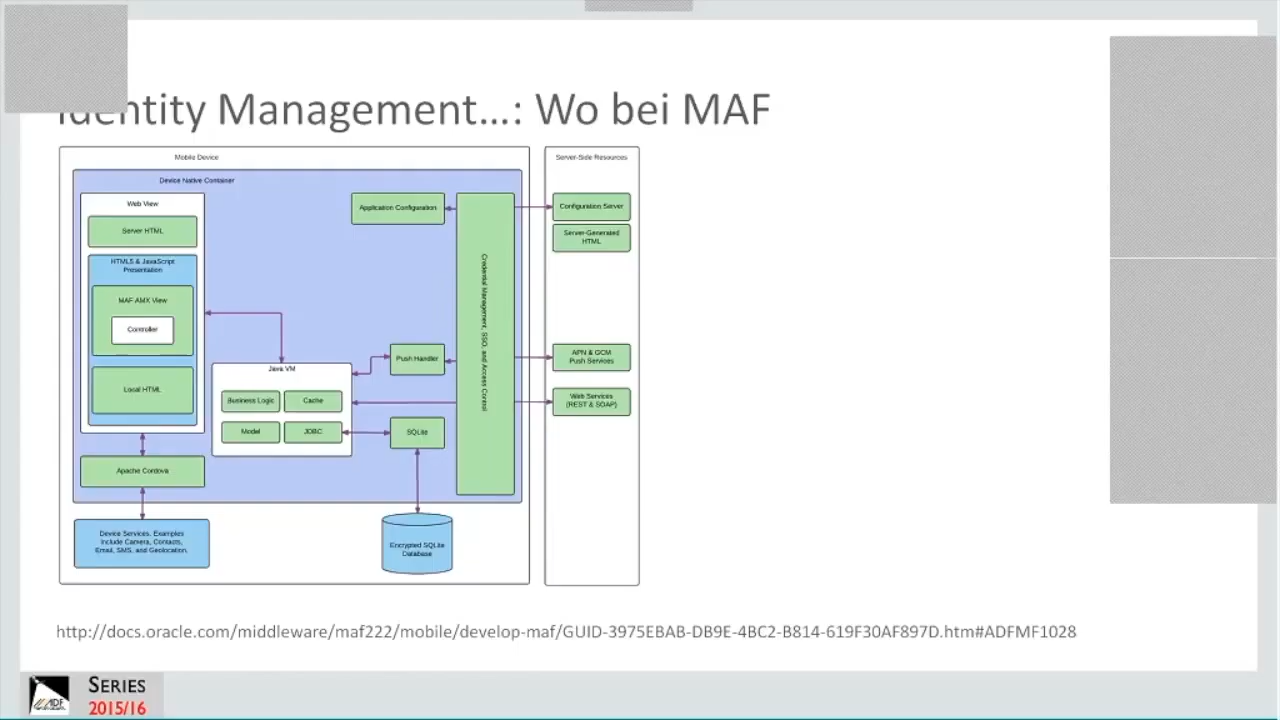 Identity Management...: Wo bei MAF
Mobile Device
Server-Side Resources
Device Native Container
Web View
Server HTML
HTML5 & JavaScript
Presentation
MAF AMX View
Controller
Local HTML
Apache Cordova
Device Services. Examples
Include Camera, Contacts,
Email, SMS, and Geolocation.
Java VM
Business Logic
Cache
Model
JDBC
Application Configuration
Push Handler
SQLite
Encrypted SQLite
Database
Credential Management, SSO, and Access Control
Configuration Server
Server-Generated
HTML
APN & GCM
Push Services
Web Services
(REST & SOAP)
http://docs.oracle.com/middleware/maf222/mobile/develop-maf/GUID-3975EBAB-DB9E-4BC2-B814-619F30AF897D.htm#ADFMF1028
ADF
SERIES
2015/16